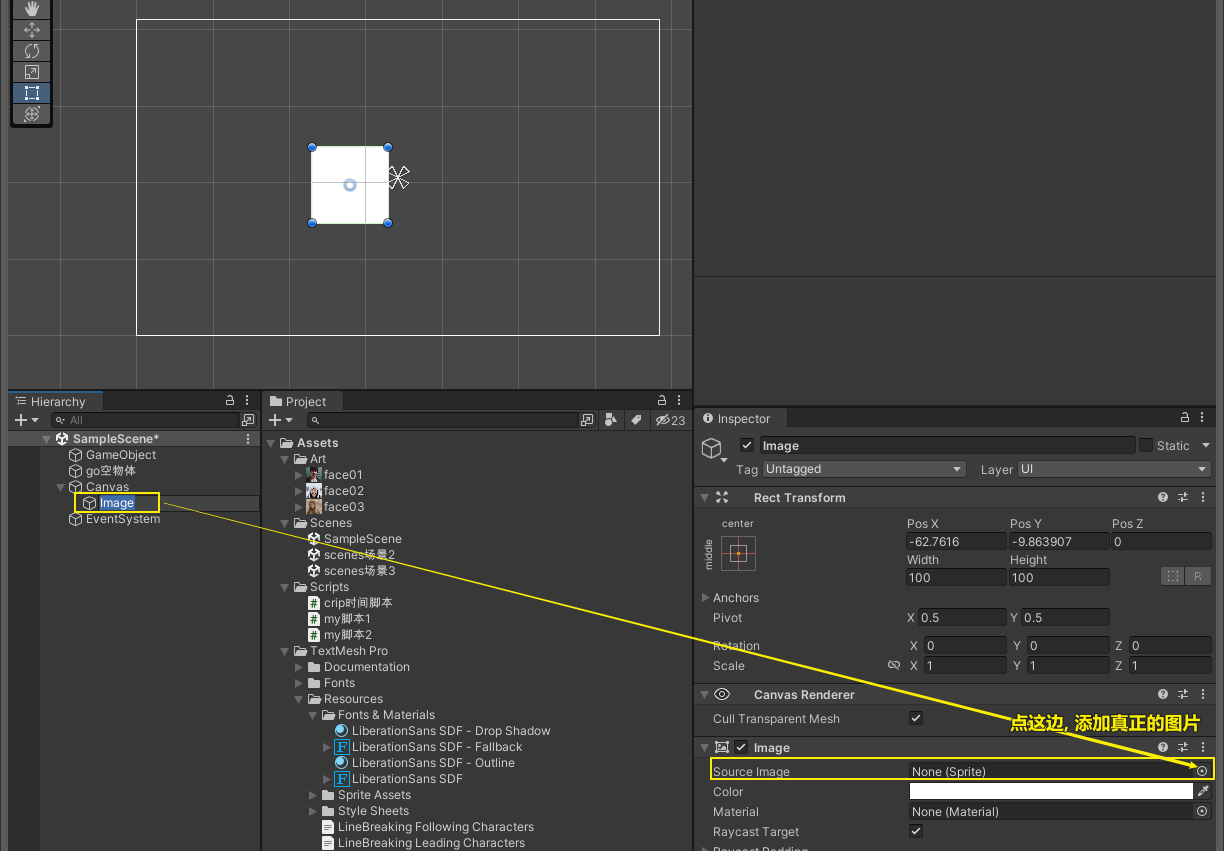 Hierarchy
All
SampleScene*
GameObject
go空物体
Canvas
Image
EventSystem
Project
23
Assets
Art
face01
face02
face03
Scenes
SampleScene
scenes场景2
scenes场景3
Scripts
crip时间脚本
my脚本1
my脚本2
TextMesh Pro
Documentation
Fonts
Resources
Fonts & Materials
LiberationSans SDF - Drop Shadow
LiberationSans SDF - Fallback
LiberationSans SDF - Outline
LiberationSans SDF
Sprite Assets
Style Sheets
LineBreaking Following Characters
LineBreaking Leading Characters
Inspector
Image Static
Tag Untagged Layer UI
Rect Transform
center
middle
Pos X Pos Y Pos Z
-62.7616 -9.863907 0
Width Height
100 100
R
Anchors
Pivot X 0.5 Y 0.5
Rotation X 0 Y 0 Z 0
Scale X 1 Y 1 Z 1
Canvas Renderer
Cull Transparent Mesh
点这边, 添加真正的图片
Image
Source Image None (Sprite)
Color
Material None (Material)
Raycast Target
Raycast Padding